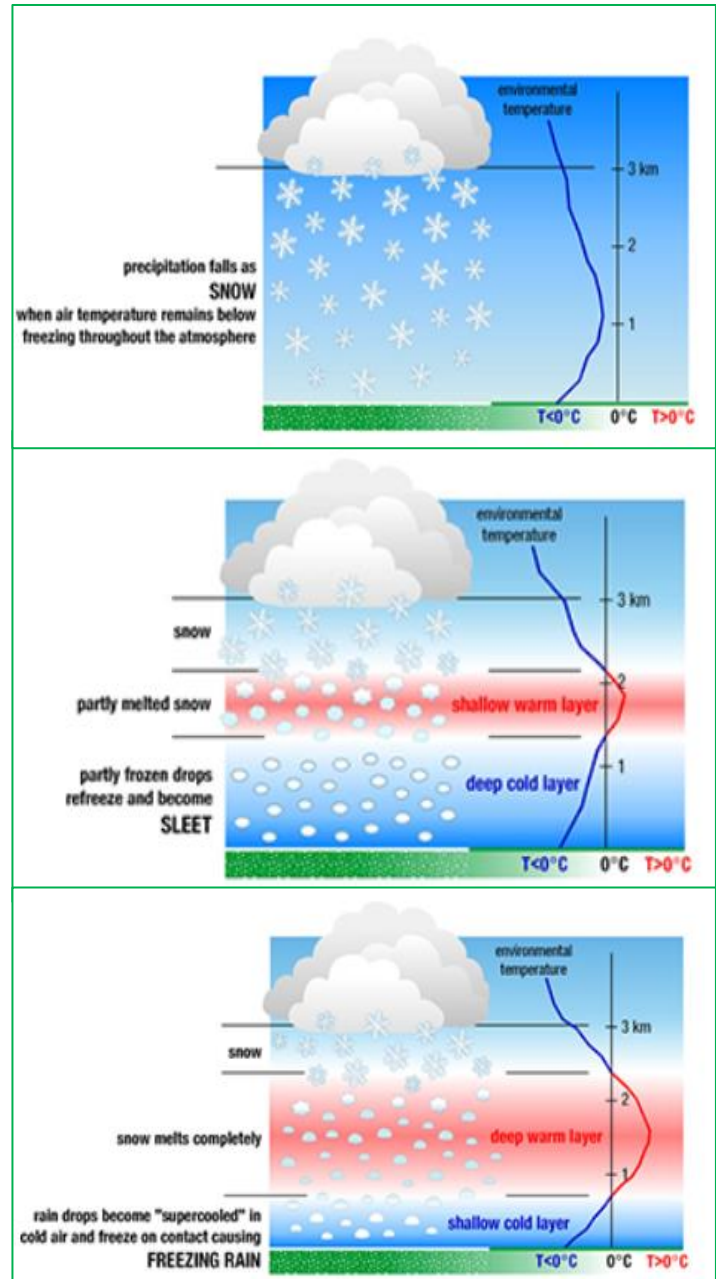 environmental
temperature
3 km
2
precipitation falls as
SNOW
when air temperature remains below
freezing throughout the atmosphere
1
T<0°C 0°C T>0°C
environmental
temperature
3 km
snow
2
partly melted snow
shallow warm layer
1
partly frozen drops
refreeze and become
SLEET
deep cold layer
T<0°C 0°C T>0°C
environmental
temperature
3 km
snow
2
snow melts completely
deep warm layer
1
rain drops become "supercooled" in
cold air and freeze on contact causing
FREEZING RAIN
shallow cold layer
T<0°C 0°C T>0°C